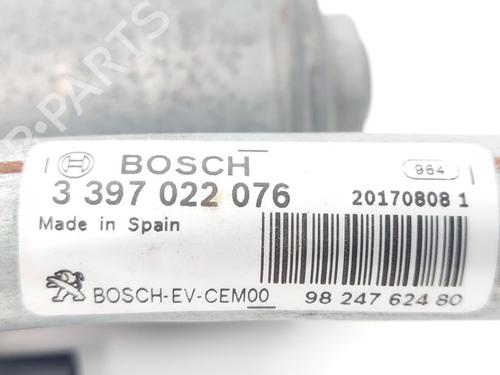 BOSCH
964
3 397 022 076
20170808 1
Made in Spain
BOSCH-EV-CEM00
98 247 624 80